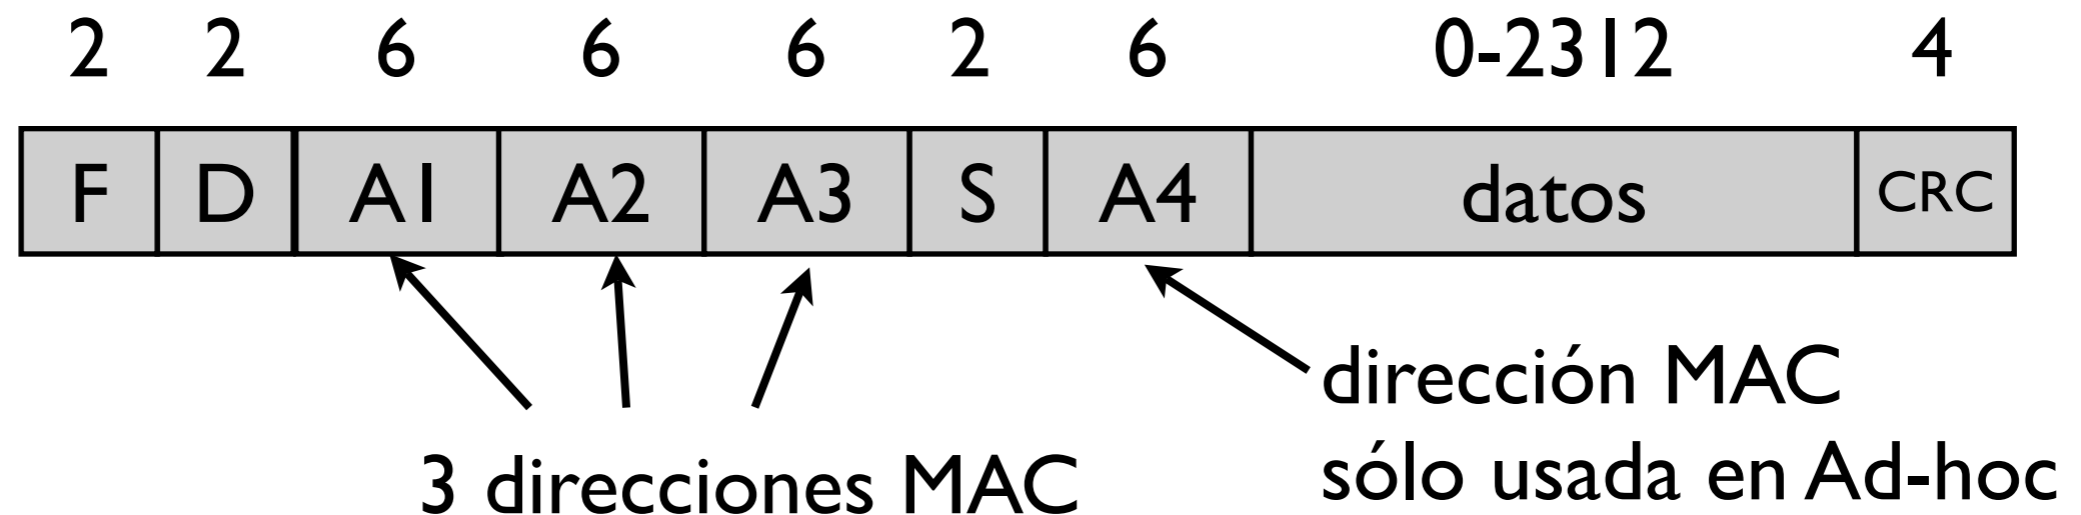 2 2 6 6 6 2 6 0-2312 4
F D A1 A2 A3 S A4 datos CRC
3 direcciones MAC
dirección MAC
sólo usada en Ad-hoc